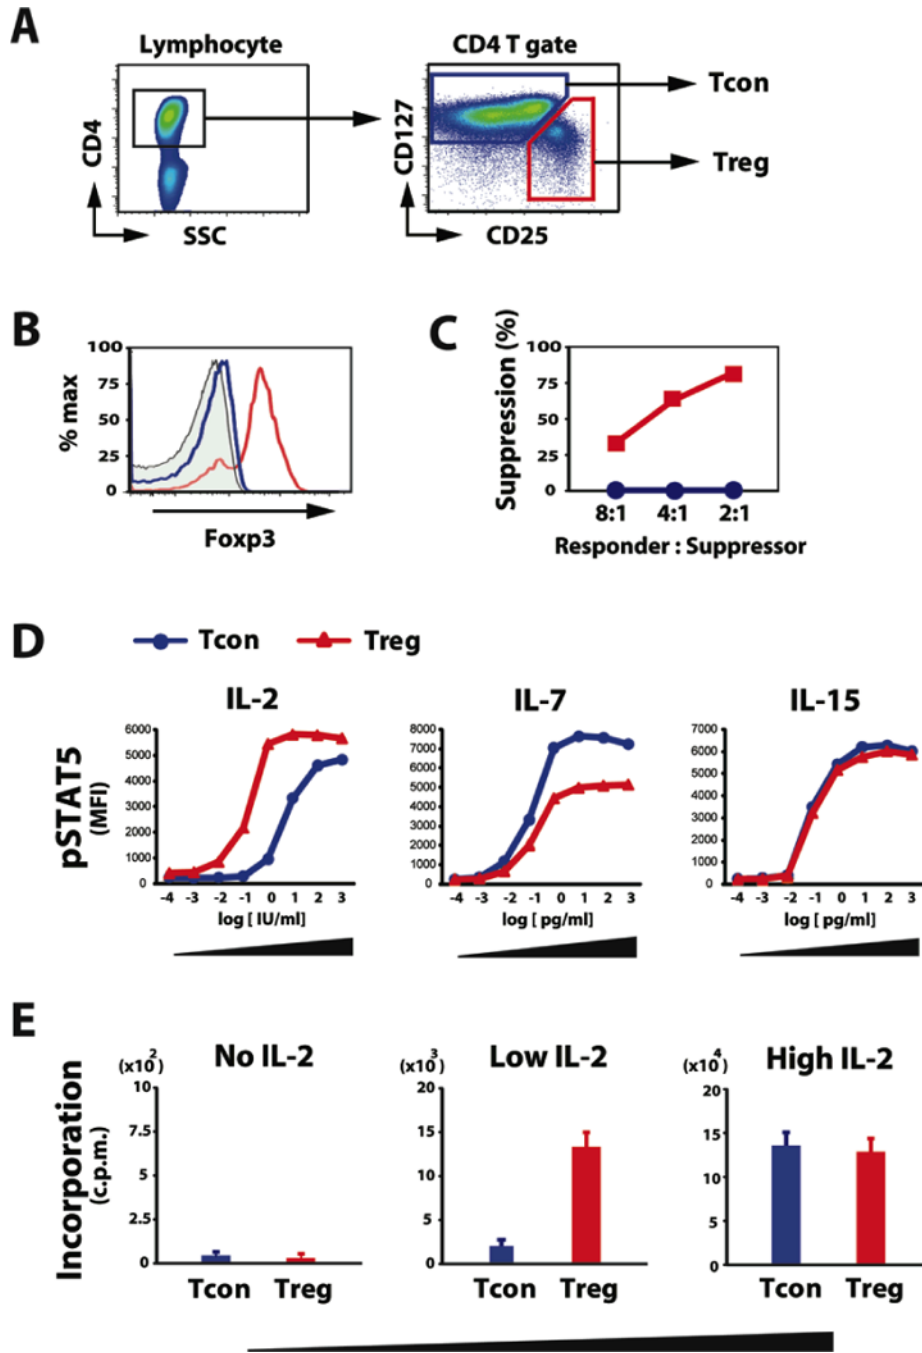 A
Lymphocyte
CD4 T gate
CD4
SSC
CD127
CD25
Tcon
Treg
B
% max
100
75
50
25
0
Foxp3
C
Suppression (%)
100
75
50
25
0
8:1 4:1 2:1
Responder : Suppressor
D
Tcon Treg
pSTAT5
(MFI)
IL-2
6000
5000
4000
3000
2000
1000
0
-4 -3 -2 -1 0 1 2 3
log [ IU/ml]
IL-7
8000
7000
6000
5000
4000
3000
2000
1000
0
-4 -3 -2 -1 0 1 2 3
log [ pg/ml]
IL-15
7000
6000
5000
4000
3000
2000
1000
0
-4 -3 -2 -1 0 1 2 3
log [ pg/ml]
E
Incorporation
(c.p.m.)
No IL-2
(x10²)
10
7.5
5
2.5
0
Tcon Treg
Low IL-2
(x10³)
20
15
10
5
0
Tcon Treg
High IL-2
(x10⁴)
20
15
10
5
0
Tcon Treg